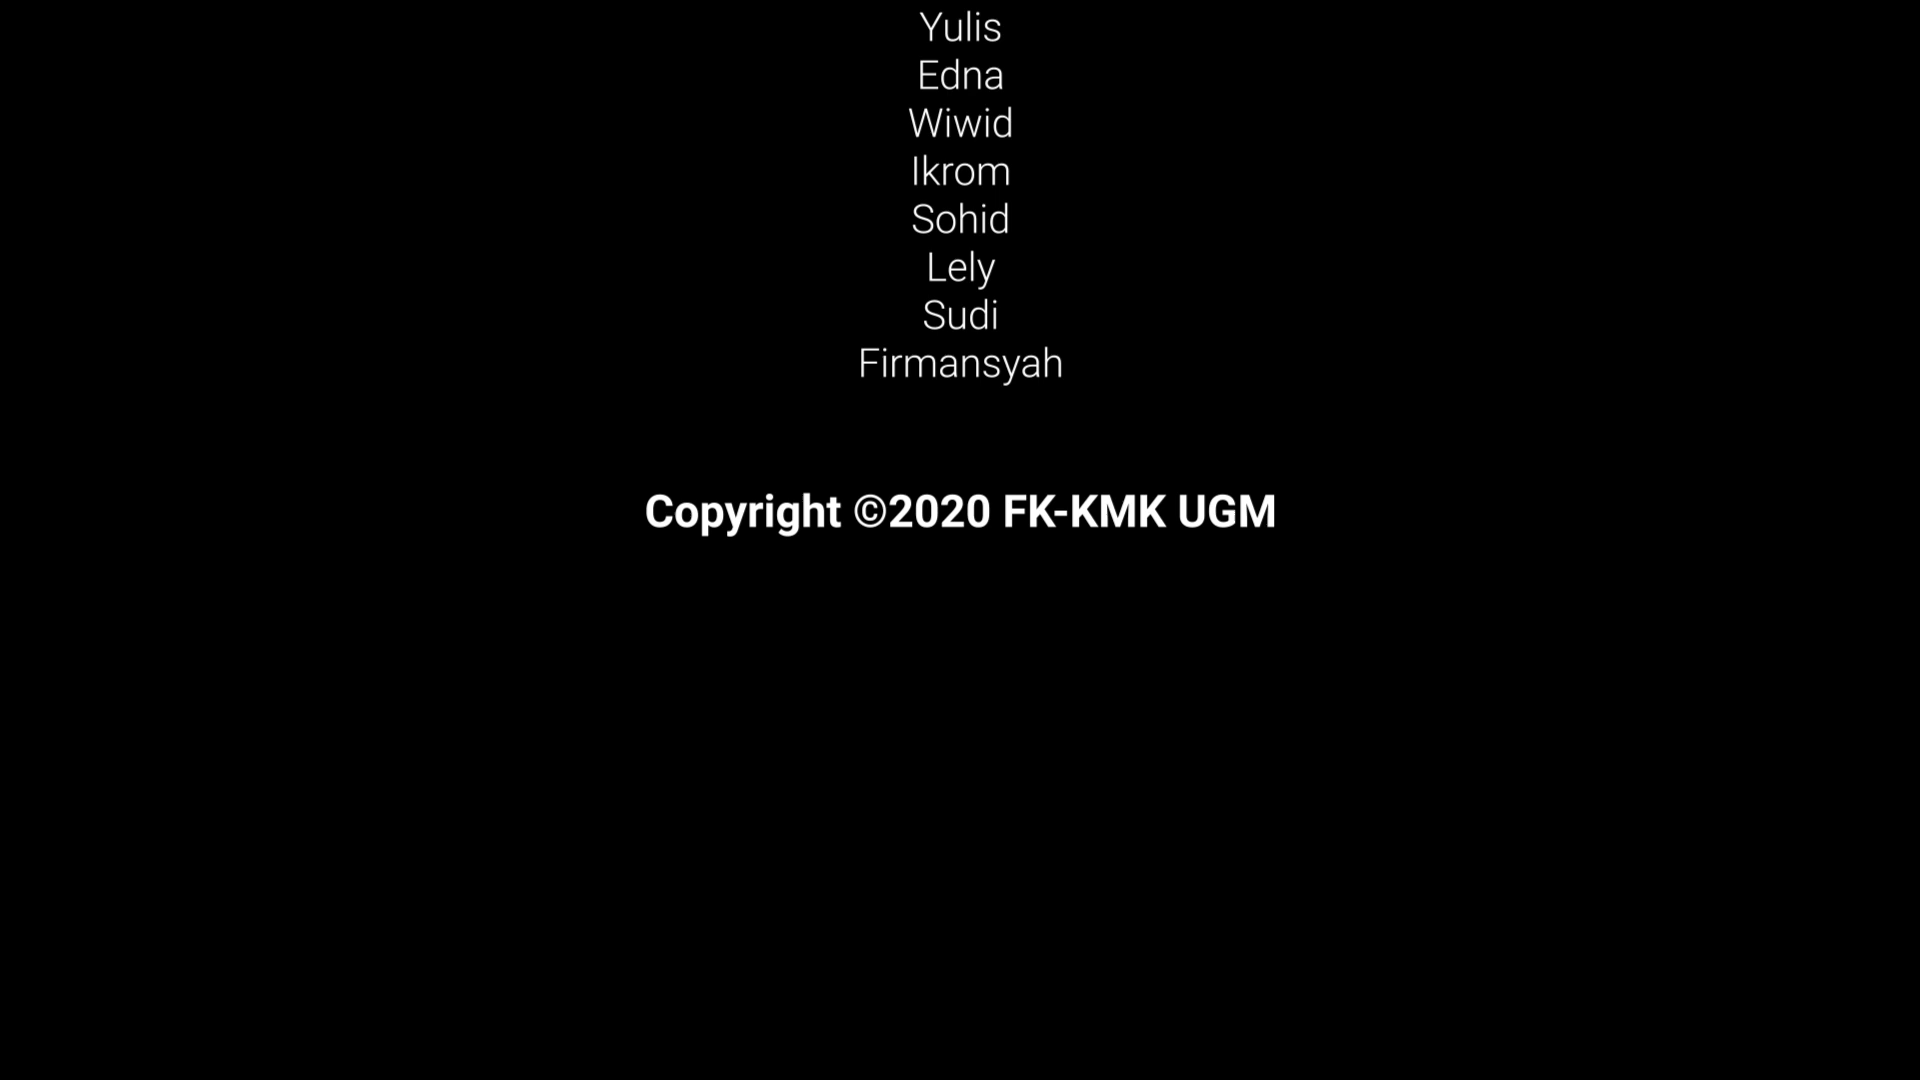 Yulis
Edna
Wiwid
Ikrom
Sohid
Lely
Sudi
Firmansyah
Copyright ©2020 FK-KMK UGM